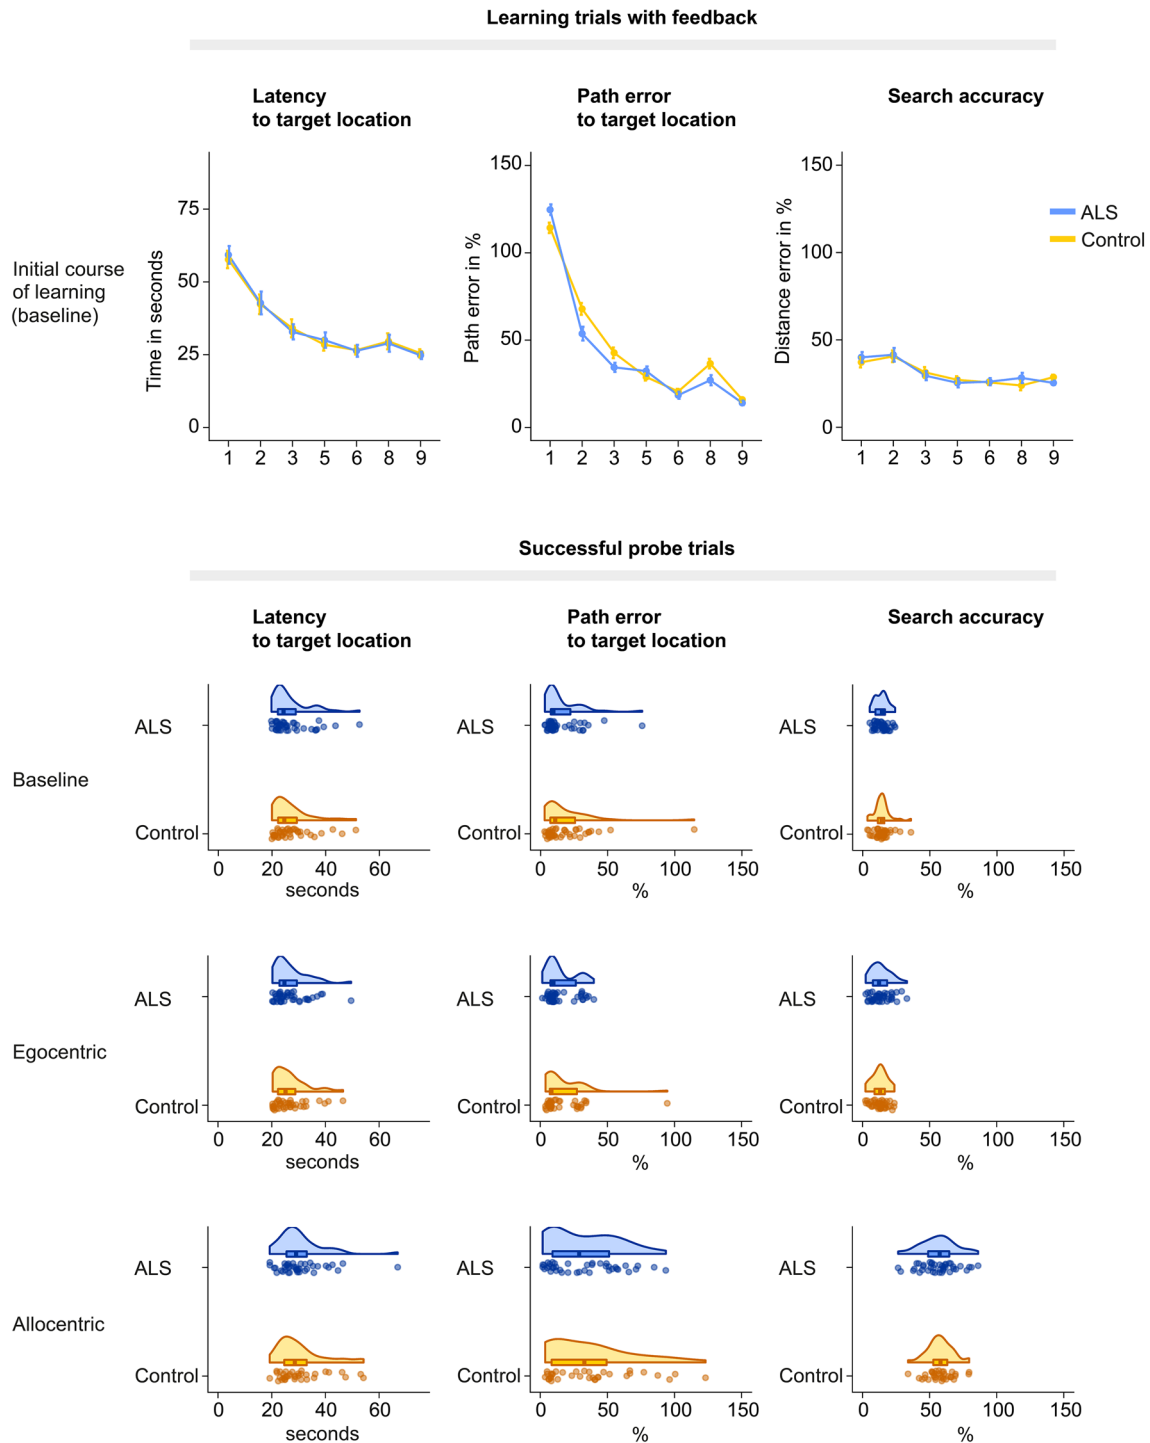 Learning trials with feedback
Latency
to target location
Path error
to target location
Search accuracy
Initial course
of learning
(baseline)
Time in seconds
75
50
25
0
1 2 3 5 6 8 9
Path error in %
150
100
50
0
1 2 3 5 6 8 9
Distance error in %
150
100
50
0
1 2 3 5 6 8 9
ALS
Control
Successful probe trials
Latency
to target location
Path error
to target location
Search accuracy
Baseline
ALS
Control
0 20 40 60
seconds
ALS
Control
0 50 100 150
%
ALS
Control
0 50 100 150
%
Egocentric
ALS
Control
0 20 40 60
seconds
ALS
Control
0 50 100 150
%
ALS
Control
0 50 100 150
%
Allocentric
ALS
Control
0 20 40 60
seconds
ALS
Control
0 50 100 150
%
ALS
Control
0 50 100 150
%